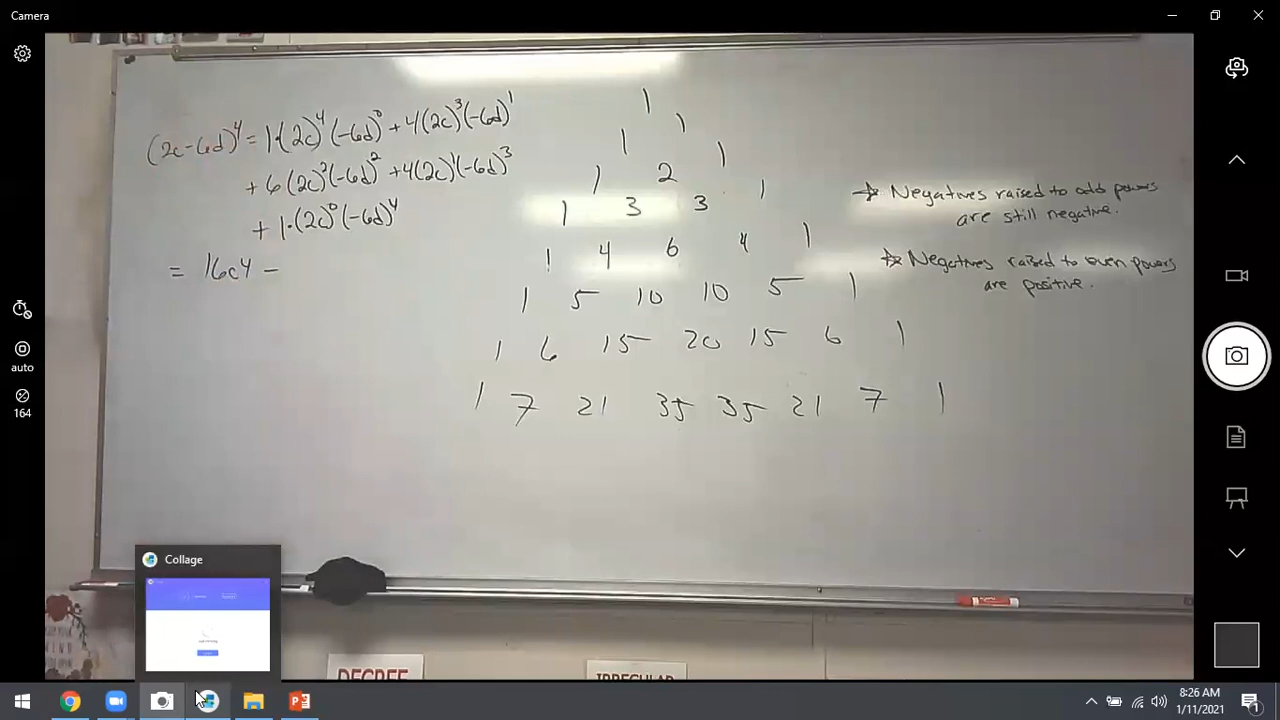 Camera
(2c-6d)⁴ = 1·(2c)⁴(-6d)⁰ + 4(2c)³(-6d)¹
+ 6(2c)²(-6d)² + 4(2c)¹(-6d)³
+ 1·(2c)⁰(-6d)⁴
= 16c4 -
1
1 1
1 2 1
1 3 3 1
1 4 6 4 1
1 5 10 10 5 1
1 6 15 20 15 6 1
1 7 21 35 35 21 7 1
☆ Negatives raised to odd powers
are still negative.
☆ Negatives raised to even powers
are positive.
auto
164
Collage
DEGREE
IRREGULAR
8:26 AM
1/11/2021